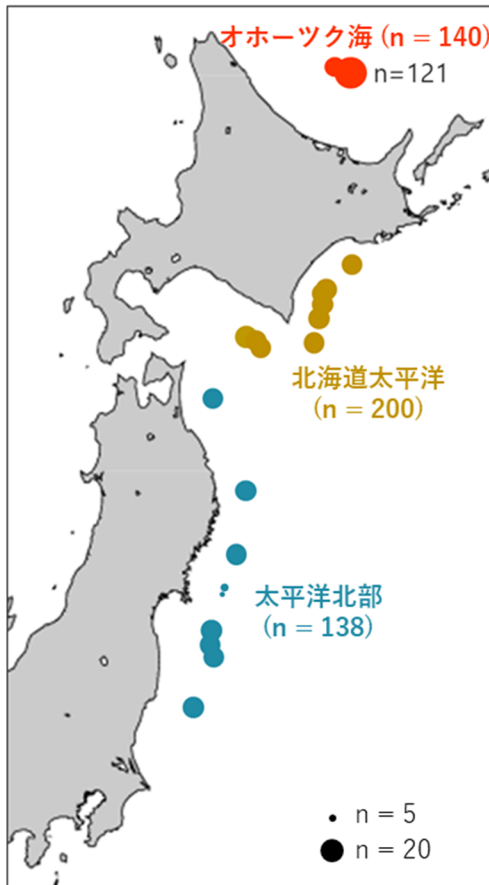 オホーツク海 (n = 140)
n=121
北海道太平洋
(n = 200)
太平洋北部
(n = 138)
n = 5
n = 20